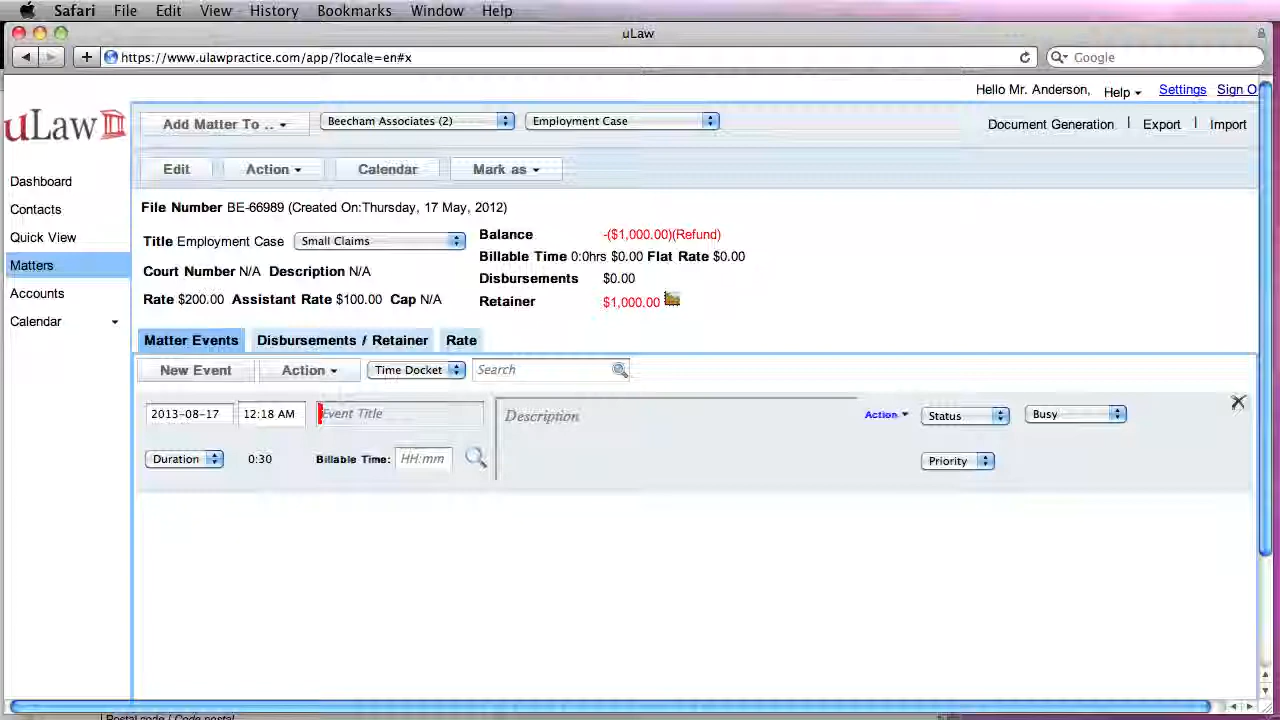 Safari File Edit View History Bookmarks Window Help
uLaw
https://www.ulawpractice.com/app/?locale=en#x
Google
Hello Mr. Anderson, Help Settings Sign O
uLaw
Add Matter To .. Beecham Associates (2) Employment Case Document Generation | Export | Import
Edit Action Calendar Mark as
Dashboard
Contacts
Quick View
Matters
Accounts
Calendar
File Number BE-66989 (Created On:Thursday, 17 May, 2012)
Title Employment Case Small Claims
Court Number N/A Description N/A
Rate $200.00 Assistant Rate $100.00 Cap N/A
Balance -($1,000.00)(Refund)
Billable Time 0:0hrs $0.00 Flat Rate $0.00
Disbursements $0.00
Retainer $1,000.00
Matter Events Disbursements / Retainer Rate
New Event Action Time Docket Search
2013-08-17 12:18 AM Event Title Description Action Status Busy
Duration 0:30 Billable Time: HH:mm Priority
Postal code / Code postal